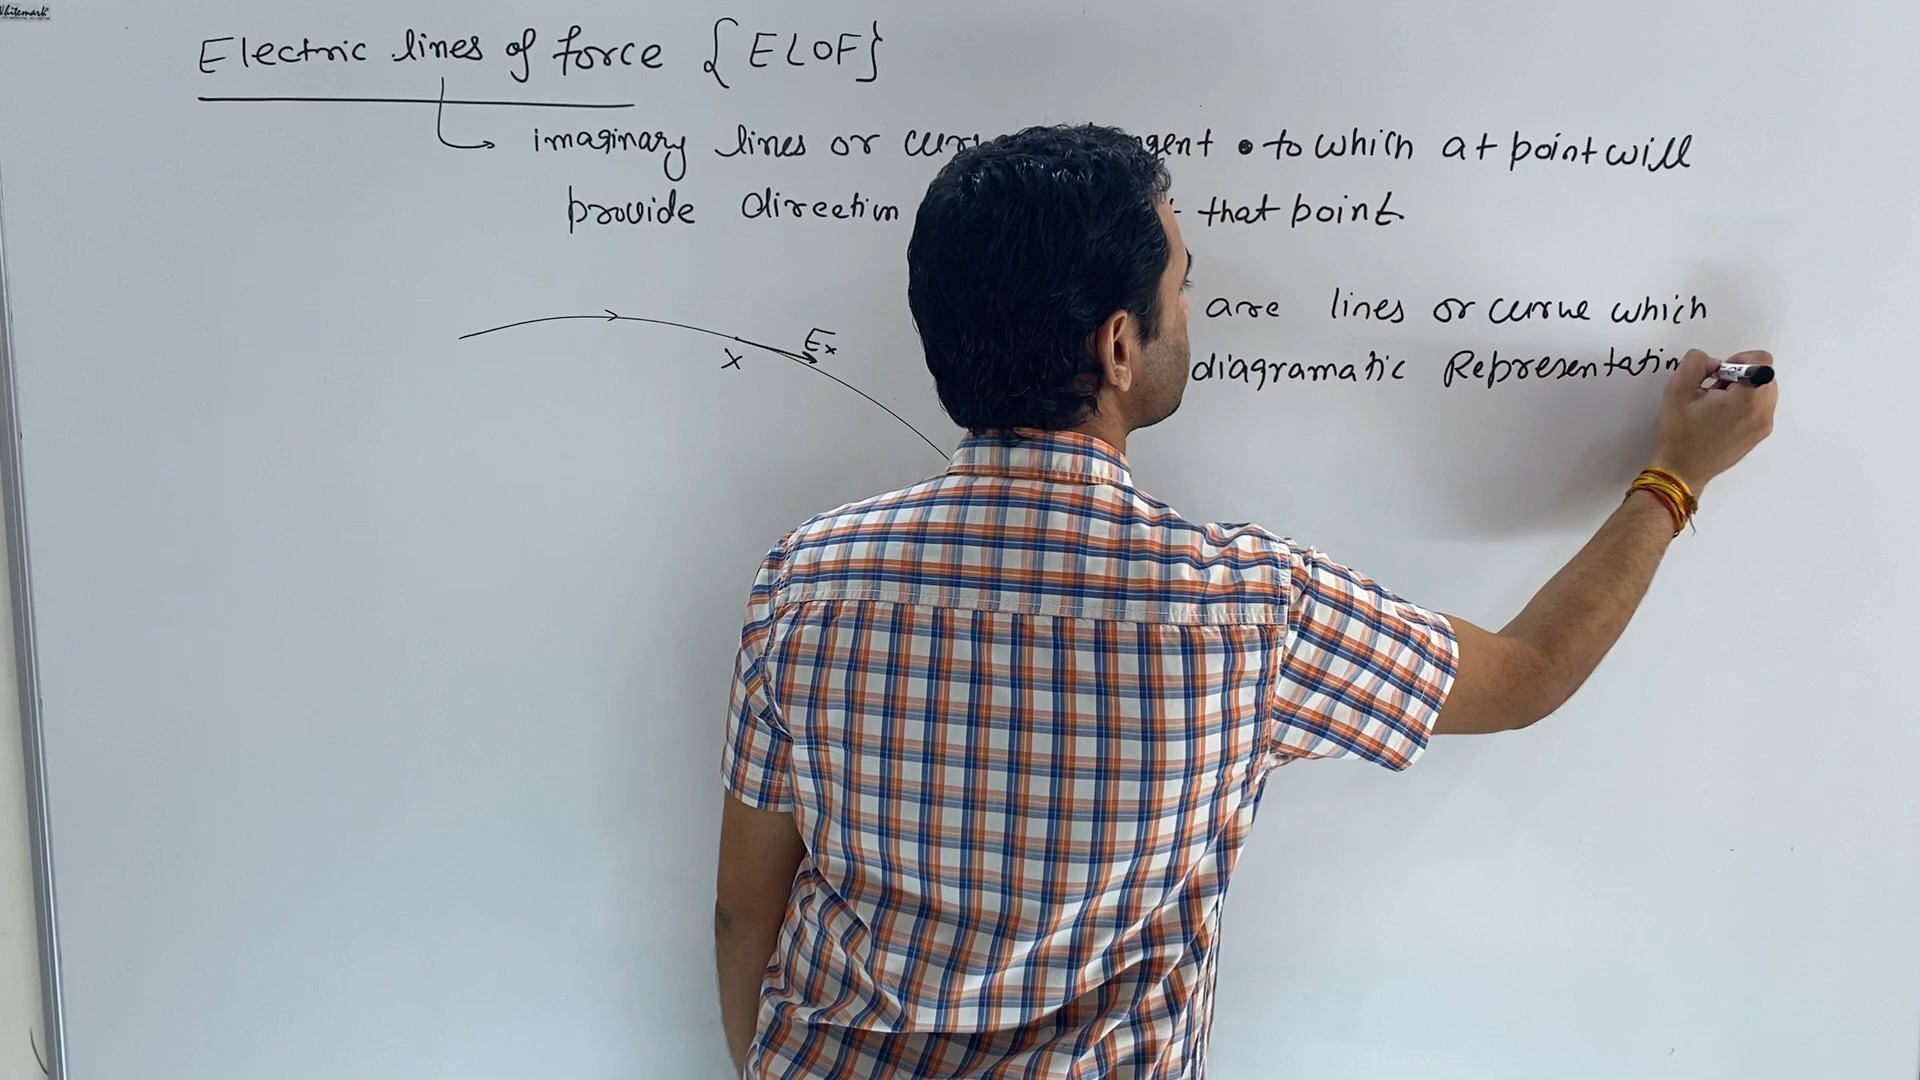 Whitemark
Electric lines of force {ELOF}
imaginary lines or to which at point will
provide direction that point.
are lines or curve which
diagramatic Representatin
X
Ex